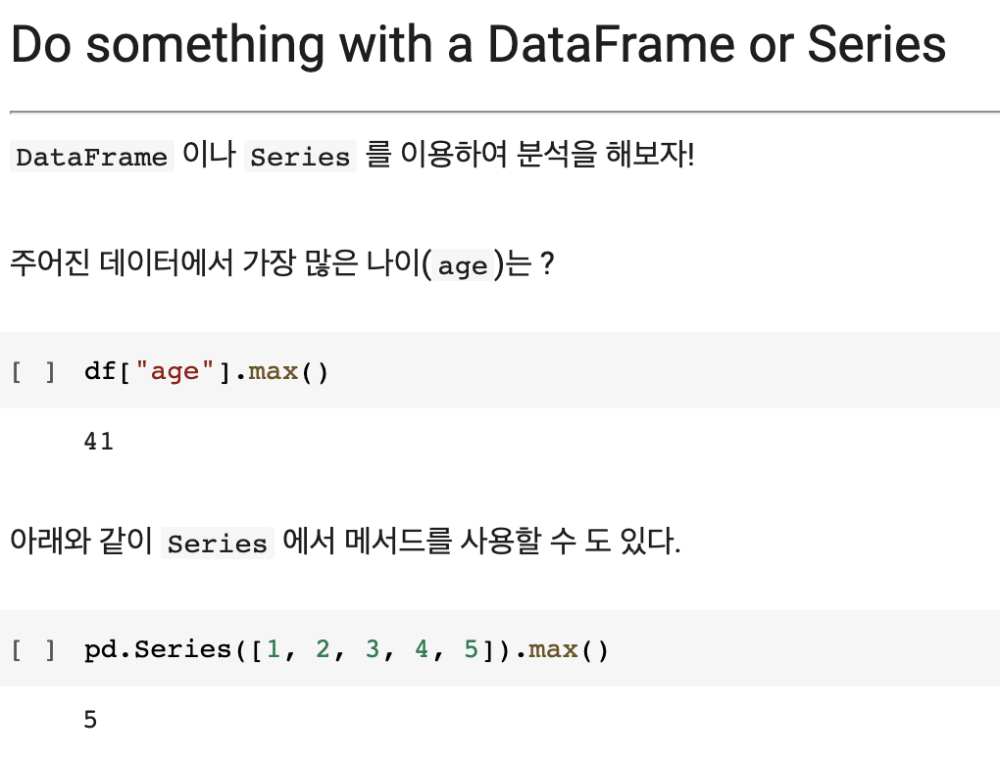 Do something with a DataFrame or Series
DataFrame 이나 Series 를 이용하여 분석을 해보자!
주어진 데이터에서 가장 많은 나이(age)는 ?
[ ] df["age"].max()
41
아래와 같이 Series 에서 메서드를 사용할 수 도 있다.
[ ] pd.Series([1, 2, 3, 4, 5]).max()
5